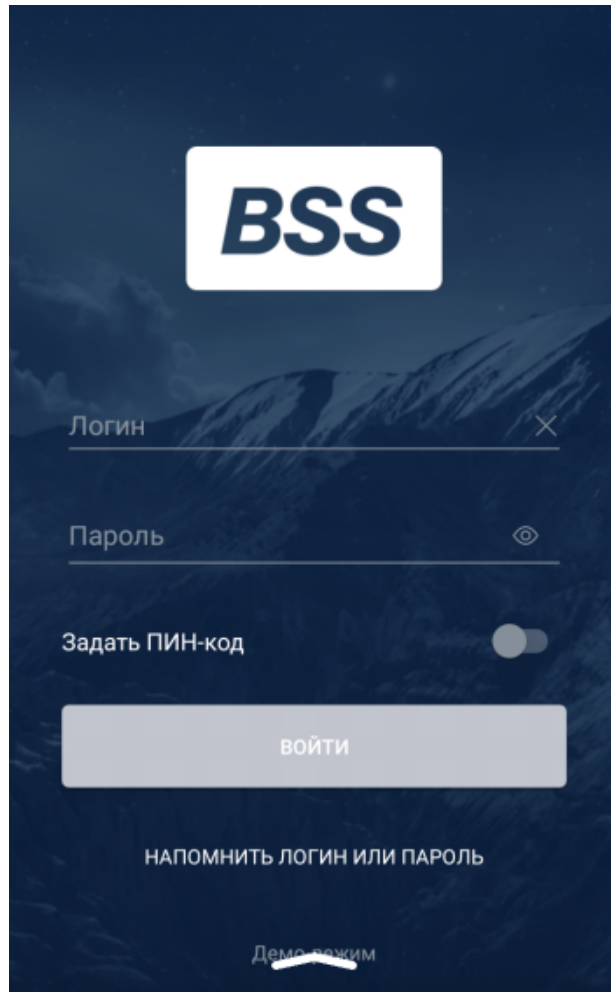 BSS
Логин
Пароль
Задать ПИН-код
ВОЙТИ
НАПОМНИТЬ ЛОГИН ИЛИ ПАРОЛЬ
Демо режим